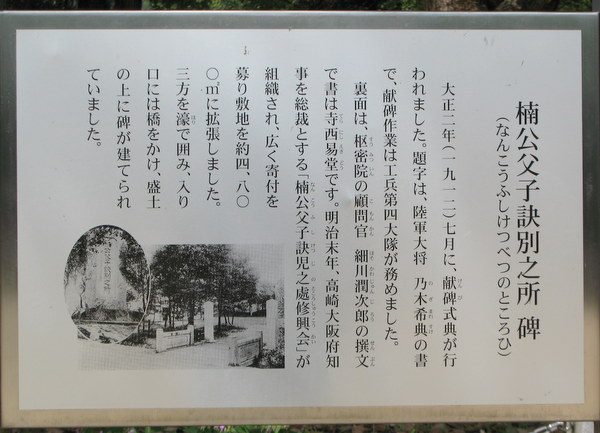 楠公父子訣別之所 碑
（なんこうふしけつべつのところひ）
大正二年（一九一二）七月に、献碑式典が行
われました。題字は、陸軍大将 乃木希典の書
で、献碑作業は工兵第四大隊が務めました。
裏面は、枢密院の顧問官 細川潤次郎の撰文
で書は寺西易堂です。明治末年、高崎大阪府知
事を総裁とする「楠公父子訣児之處修興会」が
組織され、広く寄付を
募り敷地を約四、八〇
〇㎡に拡張しました。
三方を濠で囲み、入り
口には橋をかけ、盛土
の上に碑が建てられ
ていました。